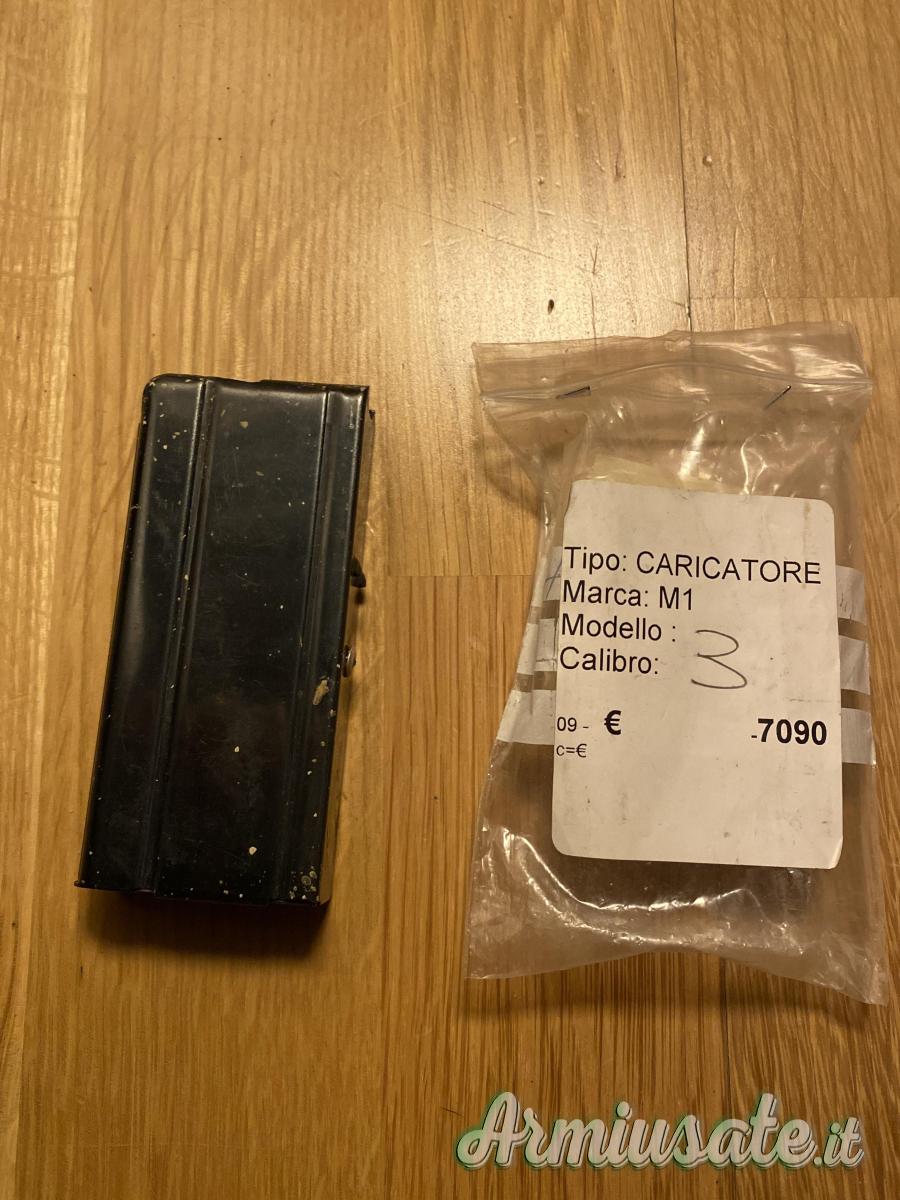 Tipo: CARICATORE
Marca: M1
Modello :
Calibro: 3
09 - € -7090
c=€
Armiusate.it